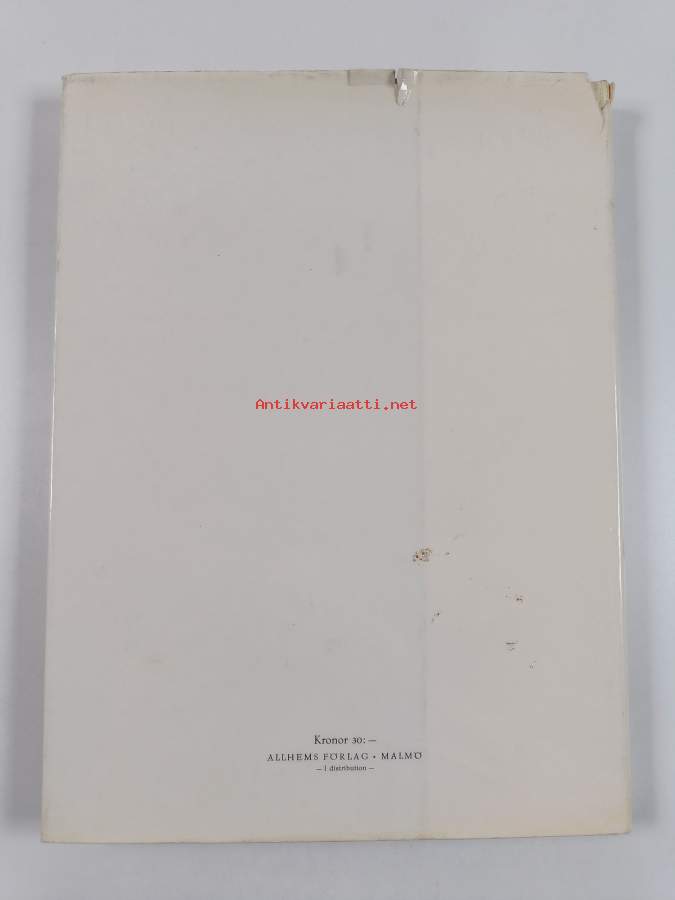 Antikvariaatti.net
Kronor 30:—
ALLHEMS FÖRLAG • MALMÖ
— I distribution —